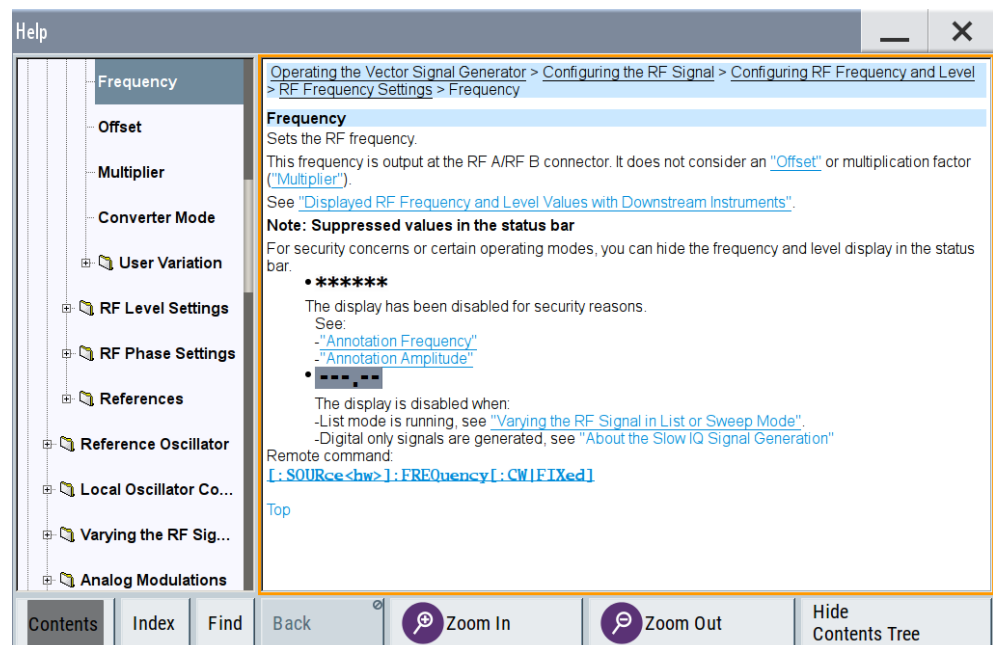 Help
Frequency
Offset
Multiplier
Converter Mode
User Variation
RF Level Settings
RF Phase Settings
References
Reference Oscillator
Local Oscillator Co...
Varying the RF Sig...
Analog Modulations
Operating the Vector Signal Generator > Configuring the RF Signal > Configuring RF Frequency and Level
> RF Frequency Settings > Frequency
Frequency
Sets the RF frequency.
This frequency is output at the RF A/RF B connector. It does not consider an "Offset" or multiplication factor
("Multiplier").
See "Displayed RF Frequency and Level Values with Downstream Instruments".
Note: Suppressed values in the status bar
For security concerns or certain operating modes, you can hide the frequency and level display in the status
bar.
• ******
The display has been disabled for security reasons.
See:
-"Annotation Frequency"
-"Annotation Amplitude"
• ---.--
The display is disabled when:
-List mode is running, see "Varying the RF Signal in List or Sweep Mode".
-Digital only signals are generated, see "About the Slow IQ Signal Generation"
Remote command:
[:SOURce<hw>]:FREQuency[:CW|FIXed]
Top
Contents
Index
Find
Back
Zoom In
Zoom Out
Hide
Contents Tree